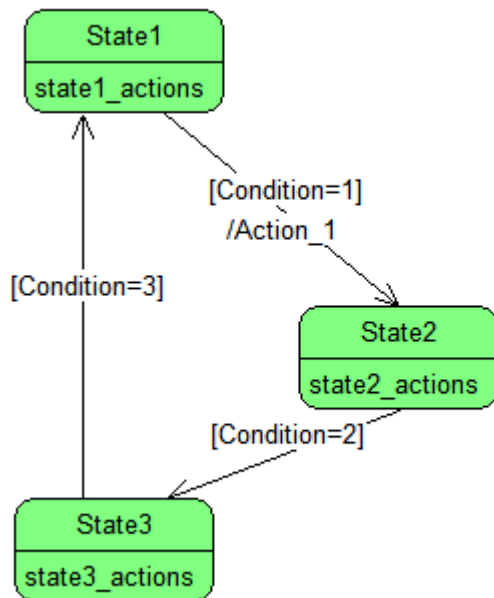 State1
state1_actions
[Condition=1]
/Action_1
[Condition=3]
State2
state2_actions
[Condition=2]
State3
state3_actions